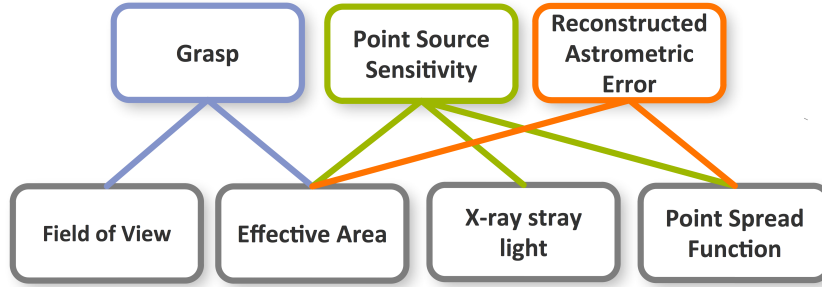 Grasp
Point Source
Sensitivity
Reconstructed
Astrometric
Error
Field of View
Effective Area
X-ray stray
light
Point Spread
Function